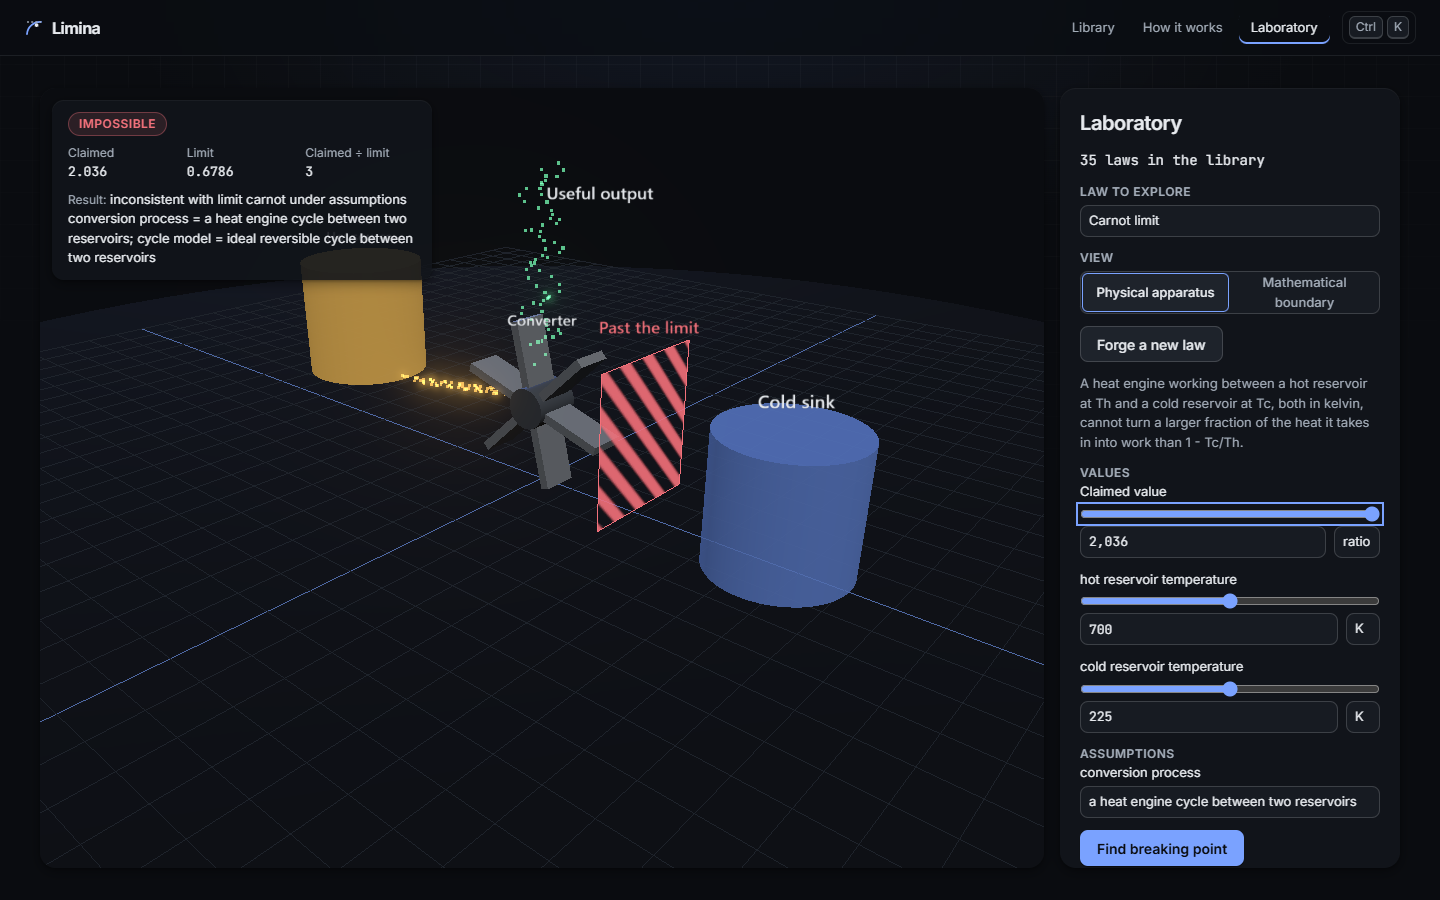 Limina
Library
How it works
Laboratory
Ctrl
K
IMPOSSIBLE
Claimed
Limit
Claimed ÷ limit
2.036
0.6786
3
Result: inconsistent with limit carnot under assumptions
conversion process = a heat engine cycle between two
reservoirs; cycle model = ideal reversible cycle between
two reservoirs
Useful output
Converter
Past the limit
Cold sink
Laboratory
35 laws in the library
LAW TO EXPLORE
Carnot limit
VIEW
Physical apparatus
Mathematical
boundary
Forge a new law
A heat engine working between a hot reservoir
at Th and a cold reservoir at Tc, both in kelvin,
cannot turn a larger fraction of the heat it takes
in into work than 1 - Tc/Th.
VALUES
Claimed value
2,036
ratio
hot reservoir temperature
700
K
cold reservoir temperature
225
K
ASSUMPTIONS
conversion process
a heat engine cycle between two reservoirs
Find breaking point